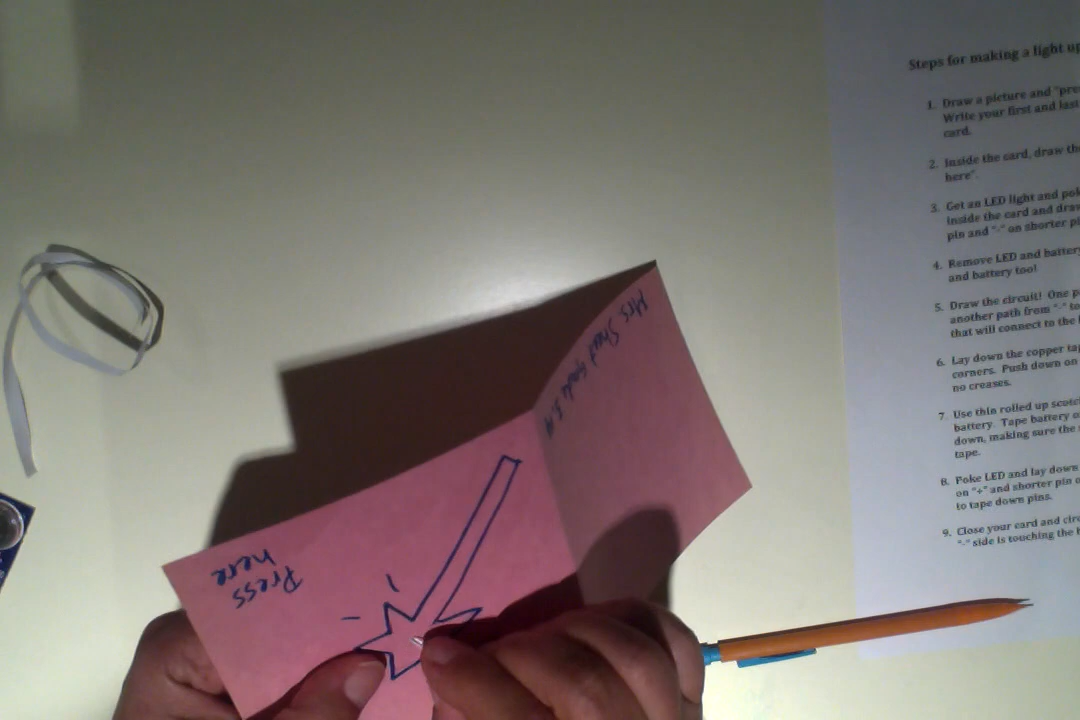 Steps for making a light up
1. Draw a picture and "pre
Write your first and last
card.
2. Inside the card, draw the
here".
3. Get an LED light and pok
inside the card and draw
pin and "-" on shorter pi
4. Remove LED and battery
and battery too!
5. Draw the circuit! One p
another path from "-" to
that will connect to the
6. Lay down the copper tap
corners. Push down on
no creases.
7. Use thin rolled up scotc
battery. Tape battery o
down, making sure the
tape.
8. Poke LED and lay down
on "+" and shorter pin o
to tape down pins.
9. Close your card and circ
"-" side is touching the b
Mrs.
Press
here